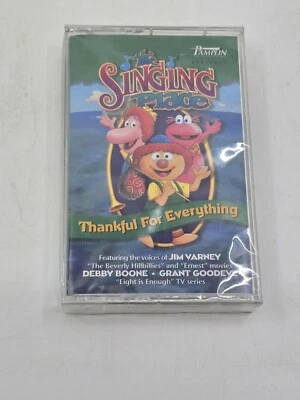 PAMPLIN
SINGING
Place
Thankful For Everything
Featuring the voices of JIM VARNEY
"The Beverly Hillbillies" and "Ernest" movies
DEBBY BOONE • GRANT GOODEVE
"Eight is Enough" TV series